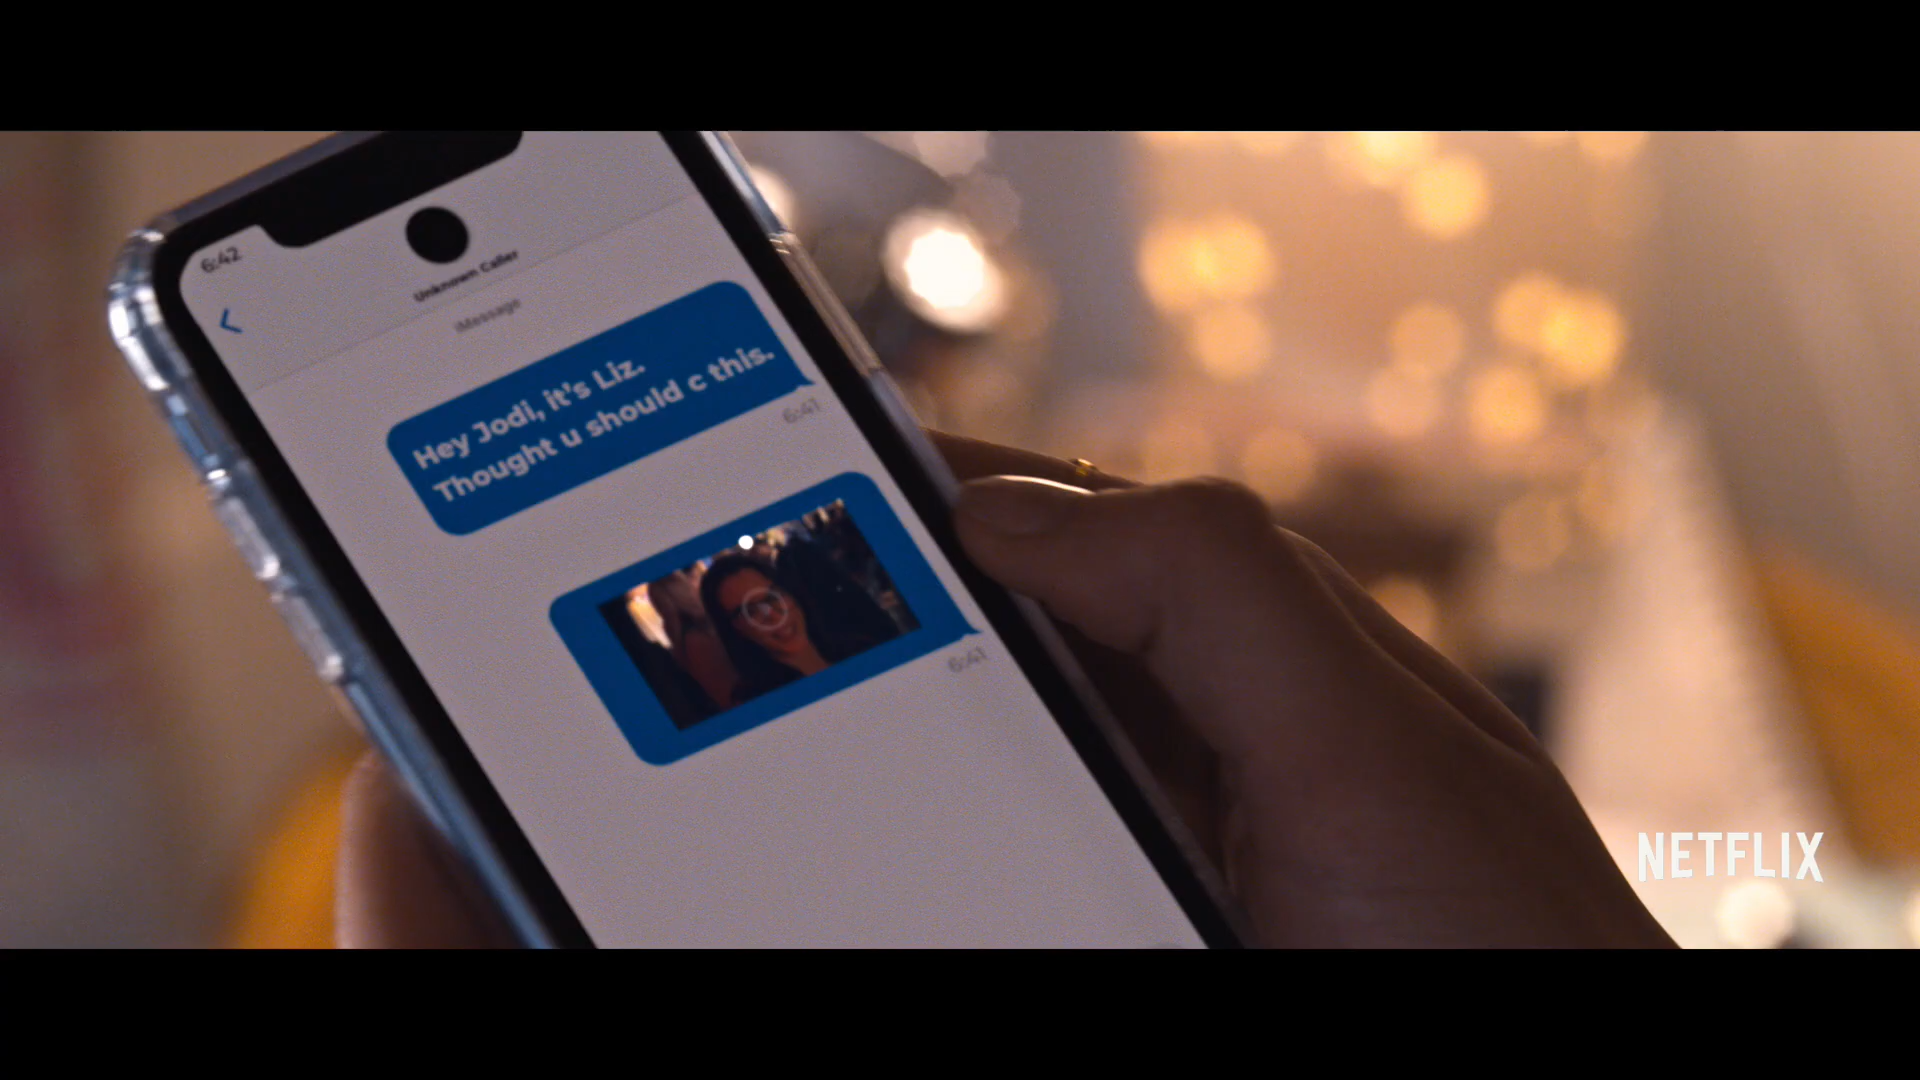 6:42
Unknown Caller
iMessage
Hey Jodi, it's Liz.
Thought u should c this.
6:41
6:41
NETFLIX